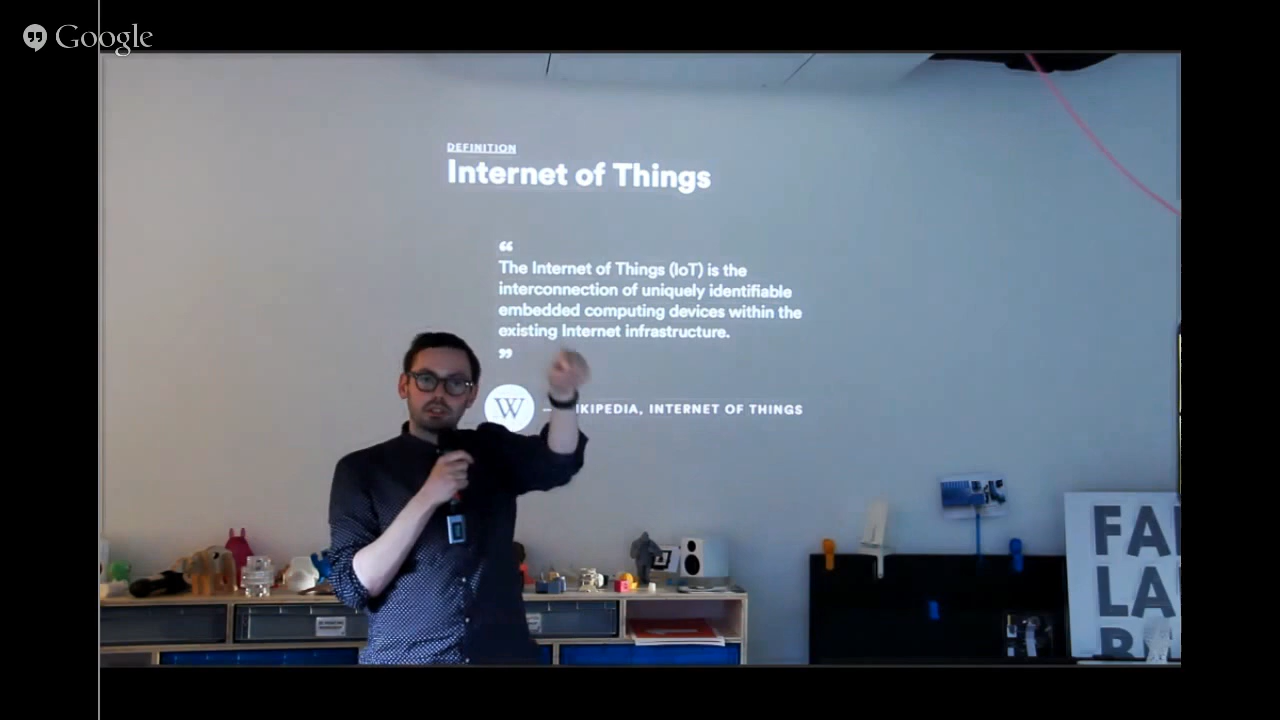 Google
DEFINITION
Internet of Things
“
The Internet of Things (IoT) is the
interconnection of uniquely identifiable
embedded computing devices within the
existing Internet infrastructure.
”
W
IKIPEDIA, INTERNET OF THINGS
FA
LA